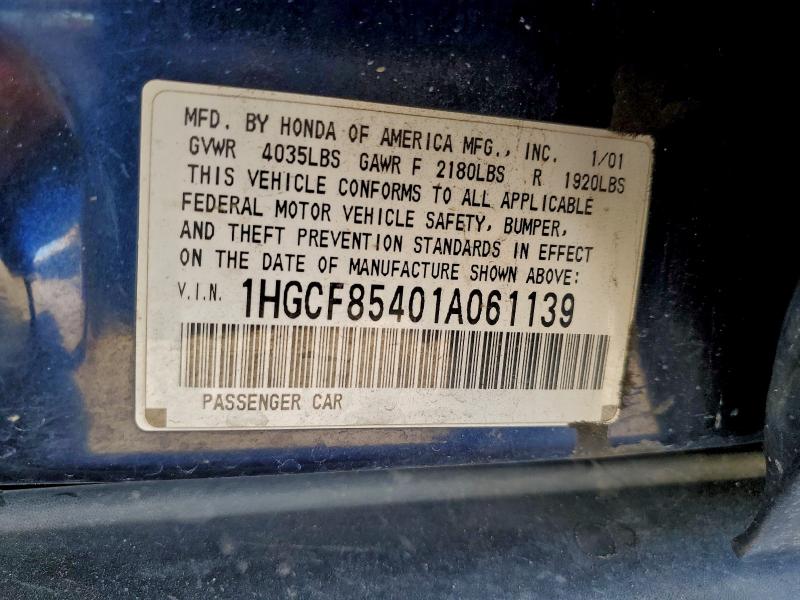 MFD. BY HONDA OF AMERICA MFG., INC. 1/01
GVWR 4035LBS GAWR F 2180LBS R 1920LBS
THIS VEHICLE CONFORMS TO ALL APPLICABLE
FEDERAL MOTOR VEHICLE SAFETY, BUMPER,
AND THEFT PREVENTION STANDARDS IN EFFECT
ON THE DATE OF MANUFACTURE SHOWN ABOVE:
V.I.N. 1HGCF85401A061139
PASSENGER CAR